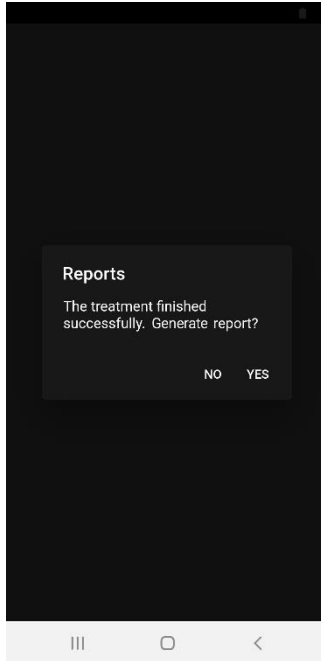 Reports
The treatment finished
successfully. Generate report?
NO YES